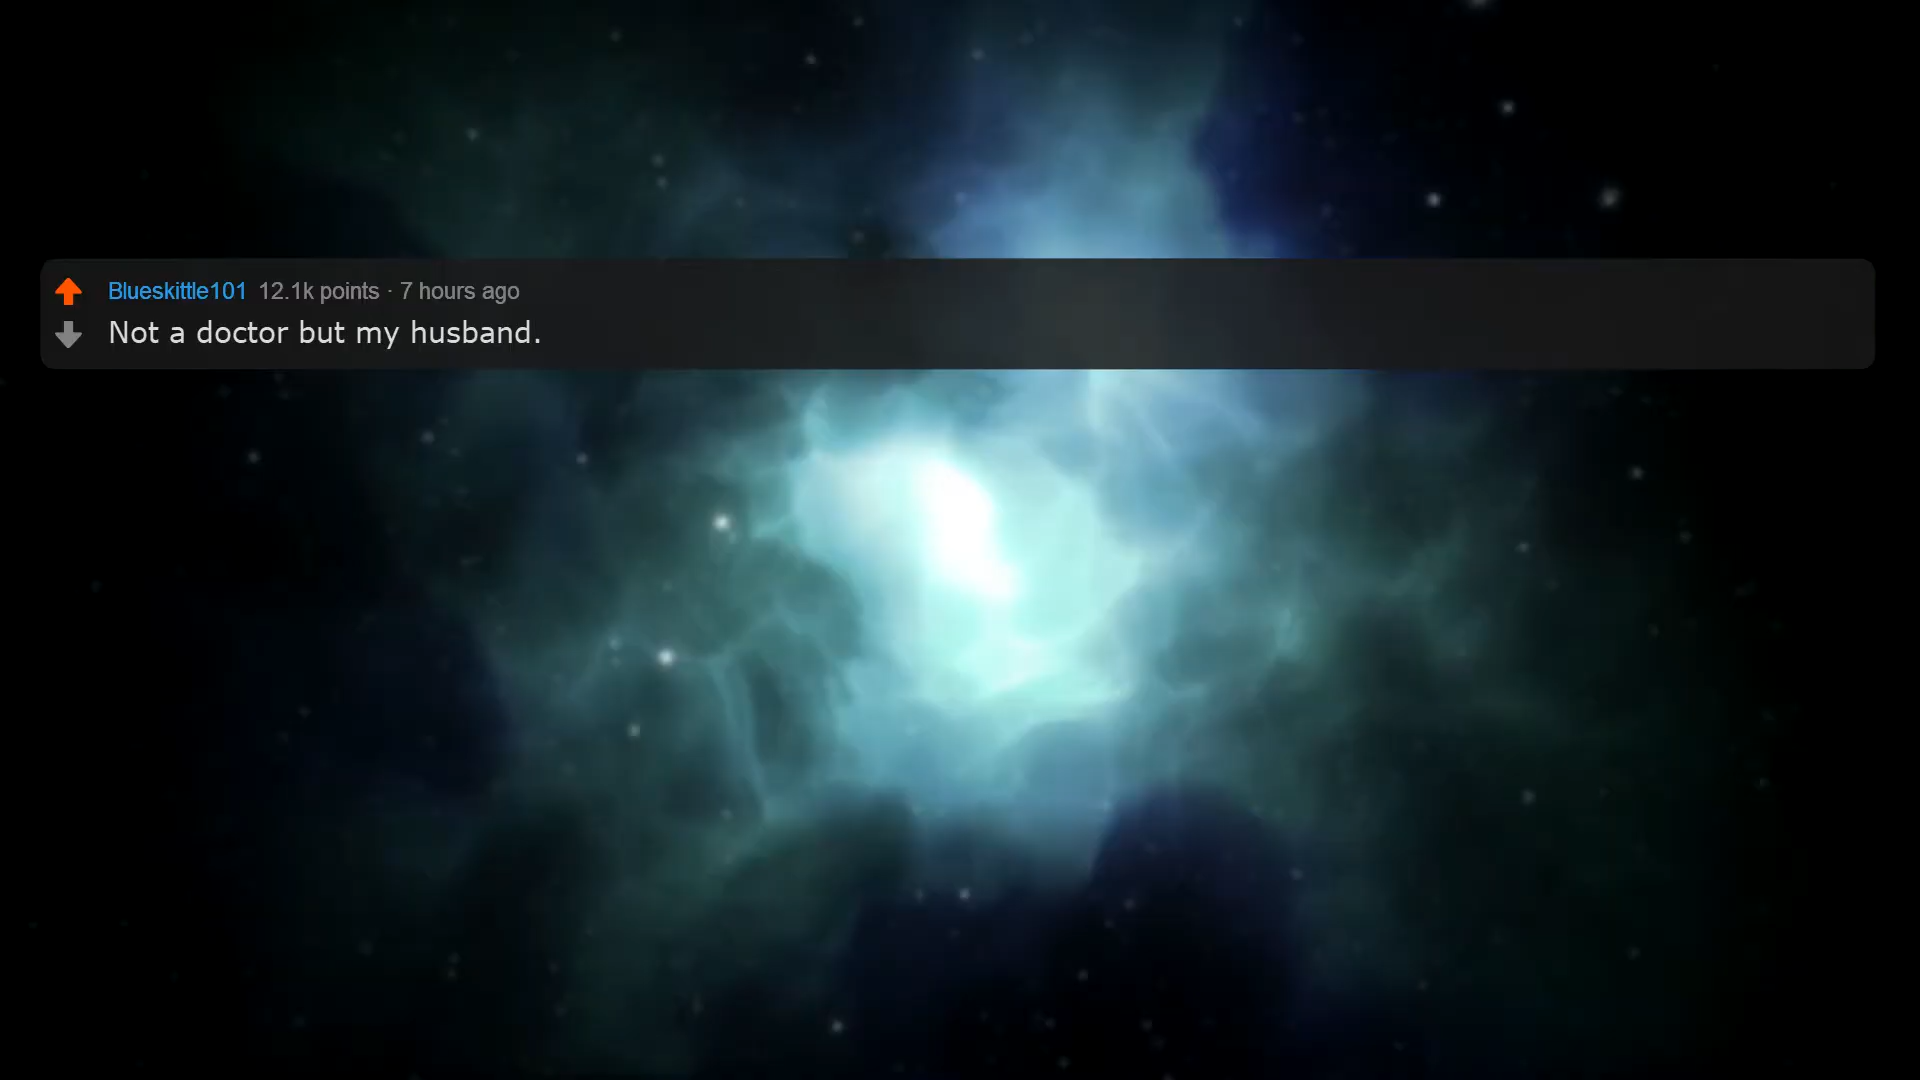 Blueskittle101 12.1k points · 7 hours ago
Not a doctor but my husband.